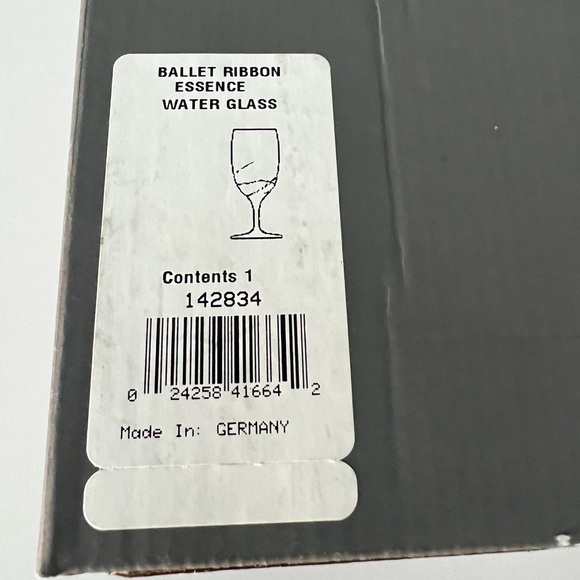 BALLET RIBBON
ESSENCE
WATER GLASS
Contents 1
142834
0 24258 41664 2
Made In: GERMANY